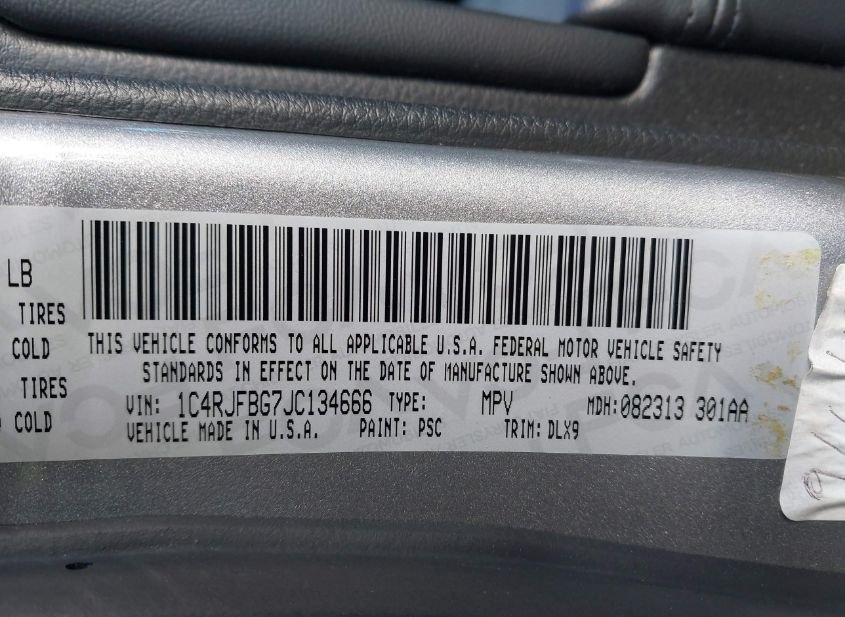 LB
TIRES
COLD
TIRES
COLD
THIS VEHICLE CONFORMS TO ALL APPLICABLE U.S.A. FEDERAL MOTOR VEHICLE SAFETY
STANDARDS IN EFFECT ON THE DATE OF MANUFACTURE SHOWN ABOVE.
VIN: 1C4RJFBG7JC134666 TYPE: MPV MDH:082313 301AA
VEHICLE MADE IN U.S.A. PAINT: PSC TRIM: DLX9